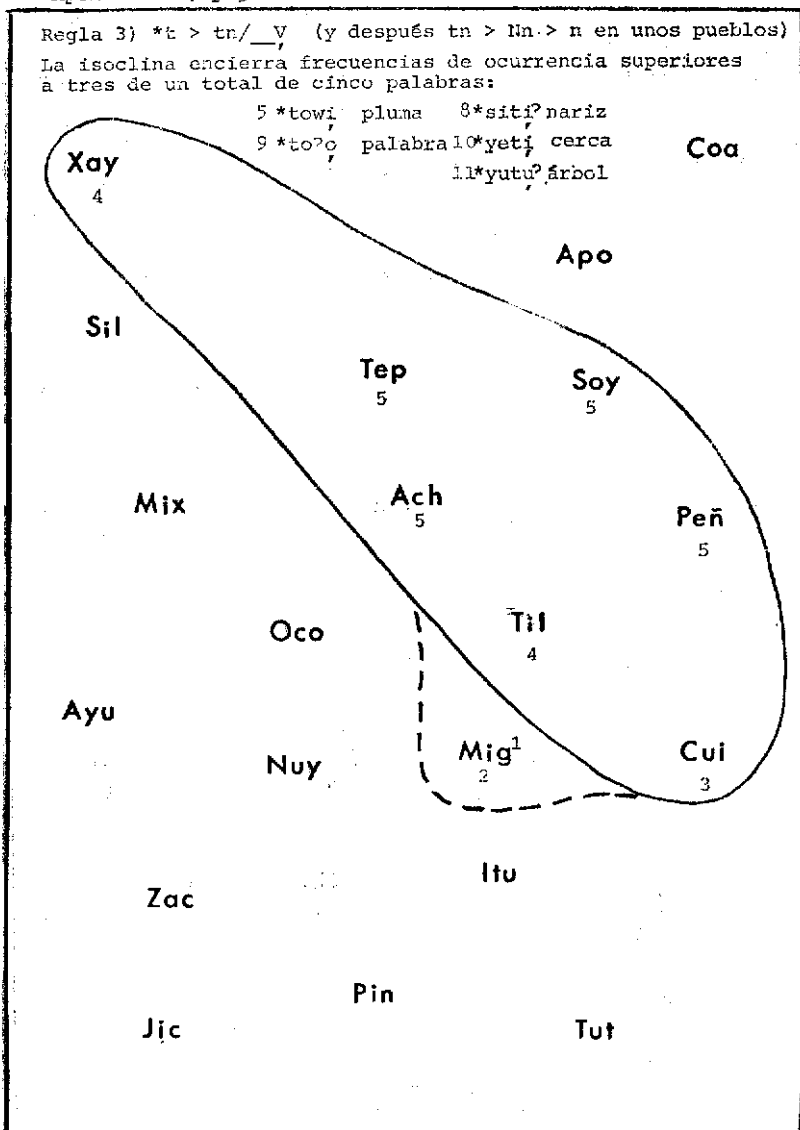 Regla 3) *t > tn/__V̨ (y después tn > Nn > n en unos pueblos)
La isoclina encierra frecuencias de ocurrencia superiores
a tres de un total de cinco palabras:
5 *towi̜ pluma 8*siti̜ʔ nariz
9 *toʔo̜ palabra 10*yeti̜ cerca
11*yutu̜ʔ árbol
Xay
4
Coa
Apo
Sil
Tep
5
Soy
5
Mix
Ach
5
Peñ
5
Oco
Til
4
Ayu
Nuy
Mig¹
2
Cui
3
Itu
Zac
Pin
Jic
Tut